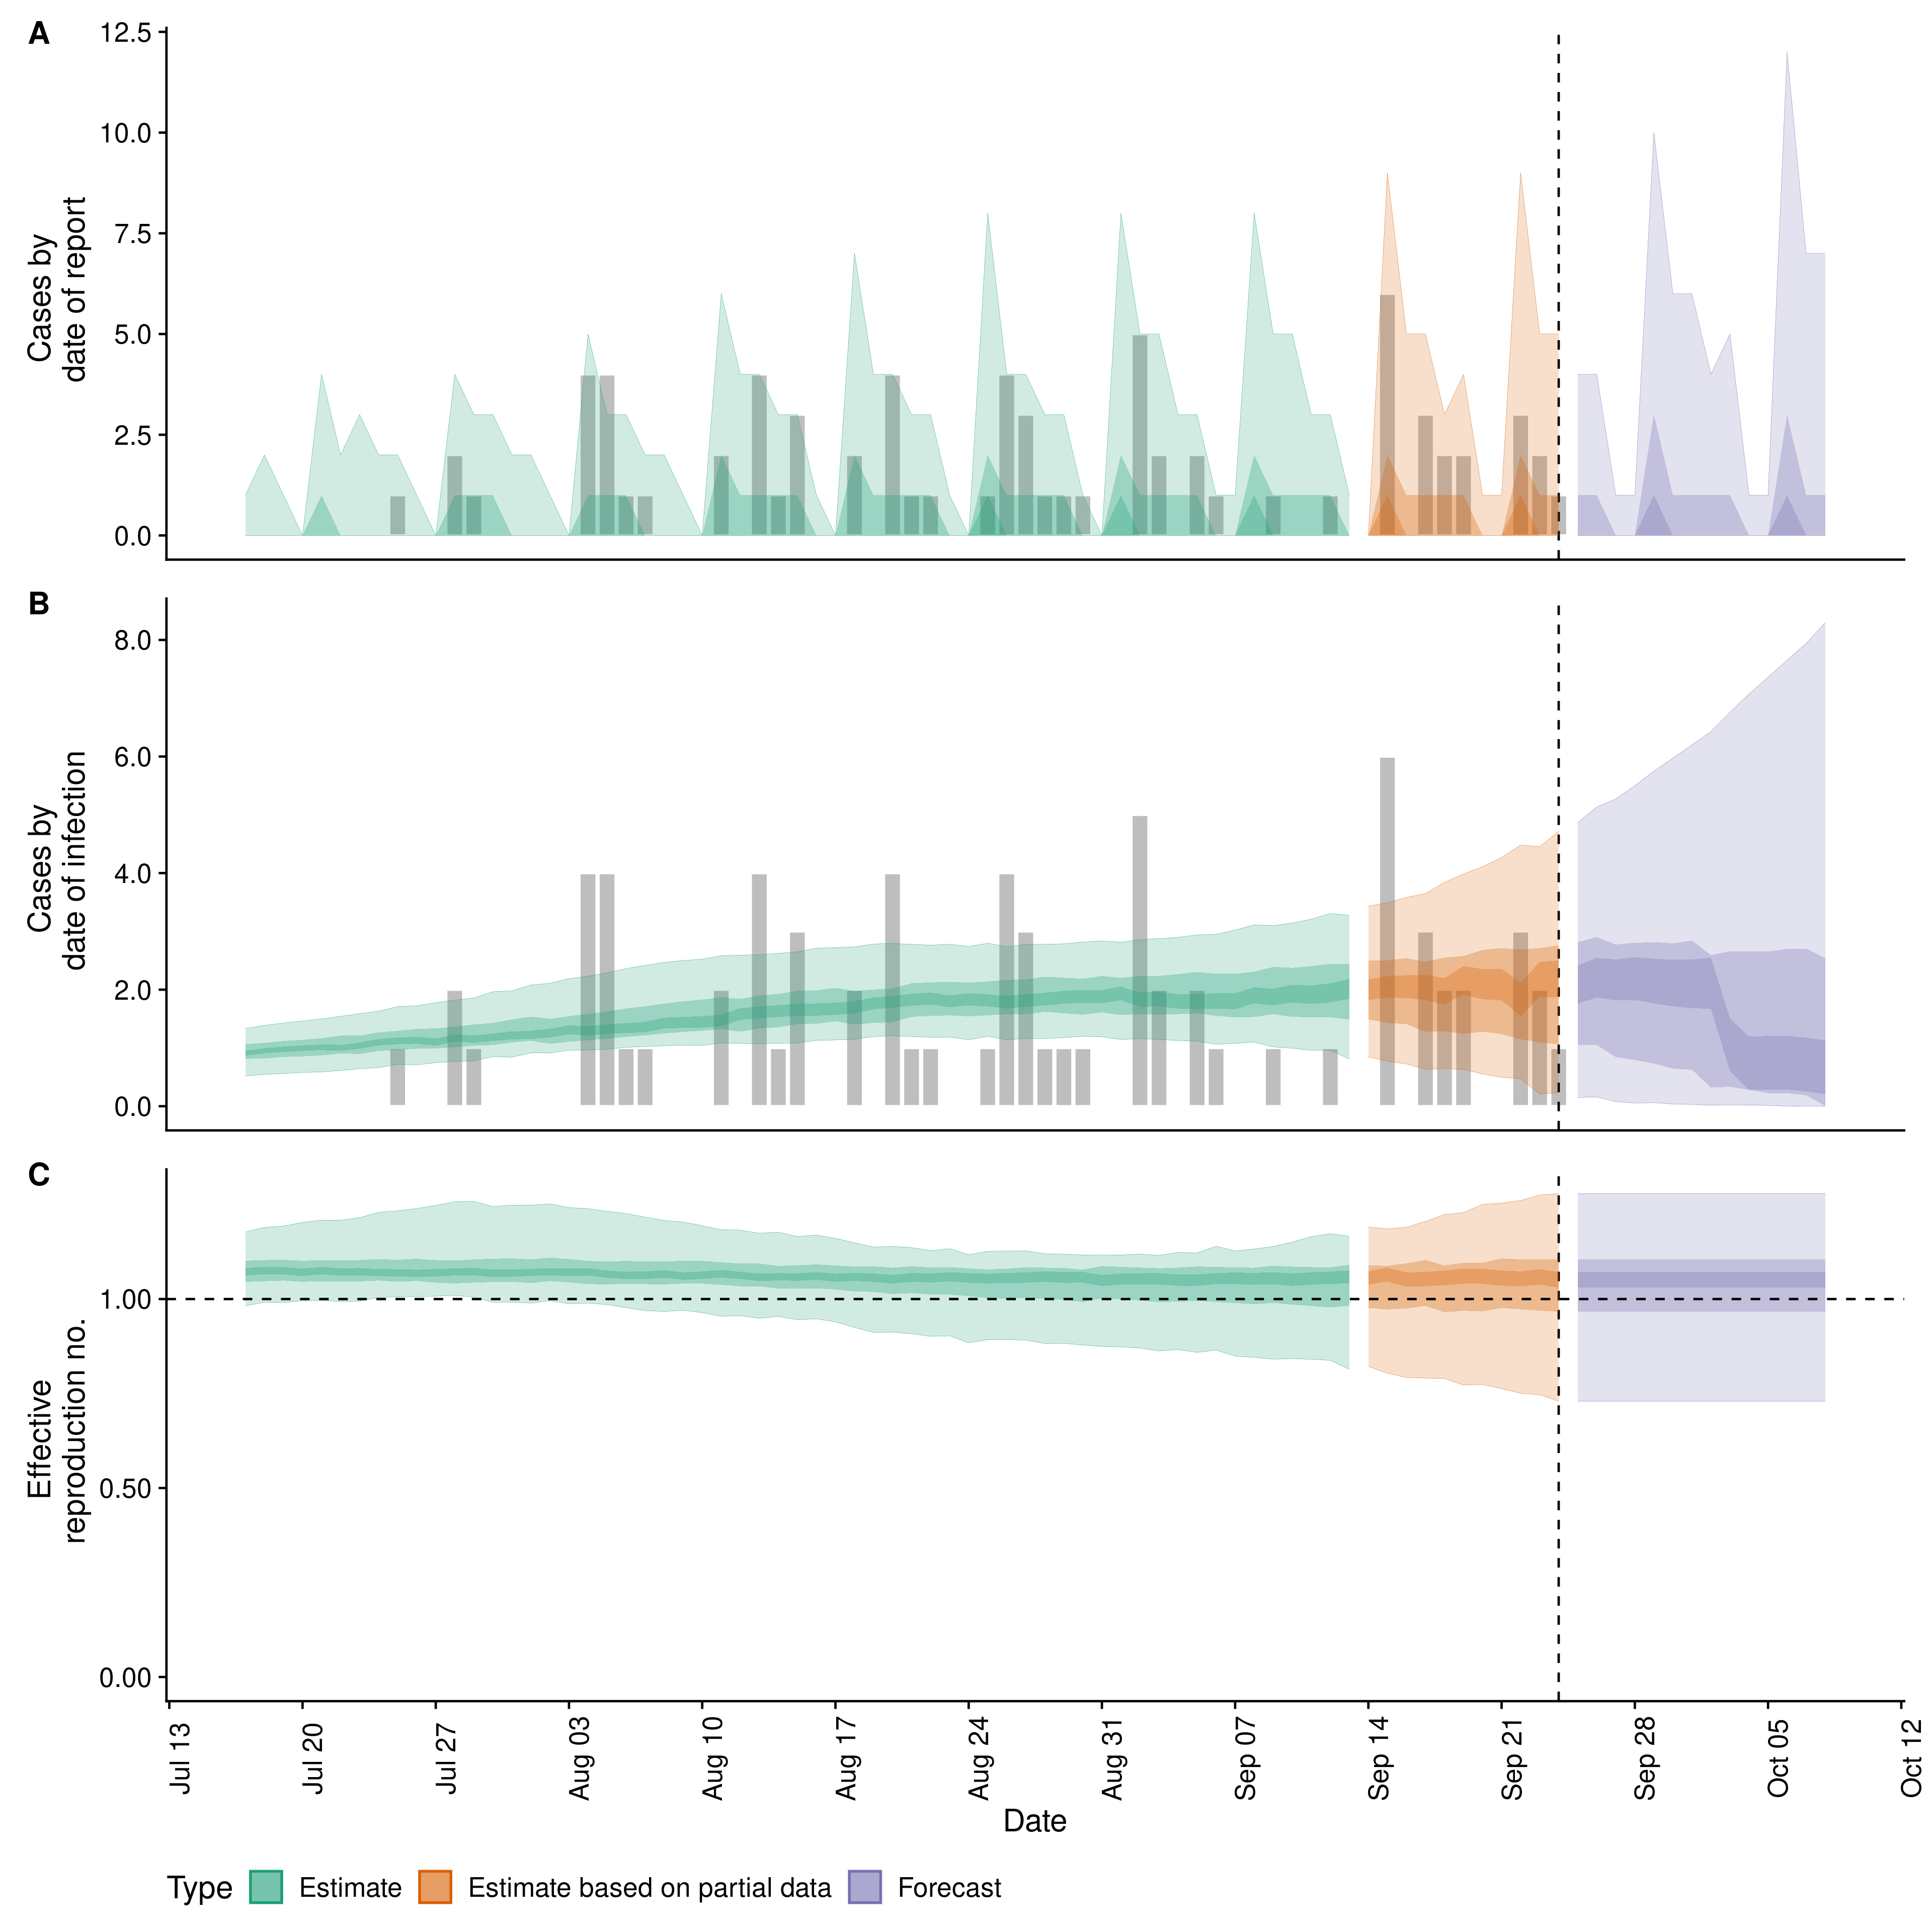 A
12.5
10.0
7.5
5.0
2.5
0.0
Cases by
date of report
B
8.0
6.0
4.0
2.0
0.0
Cases by
date of infection
C
1.00
0.50
0.00
Effective
reproduction no.
Jul 13
Jul 20
Jul 27
Aug 03
Aug 10
Aug 17
Aug 24
Aug 31
Sep 07
Sep 14
Sep 21
Sep 28
Oct 05
Oct 12
Date
Type Estimate Estimate based on partial data Forecast